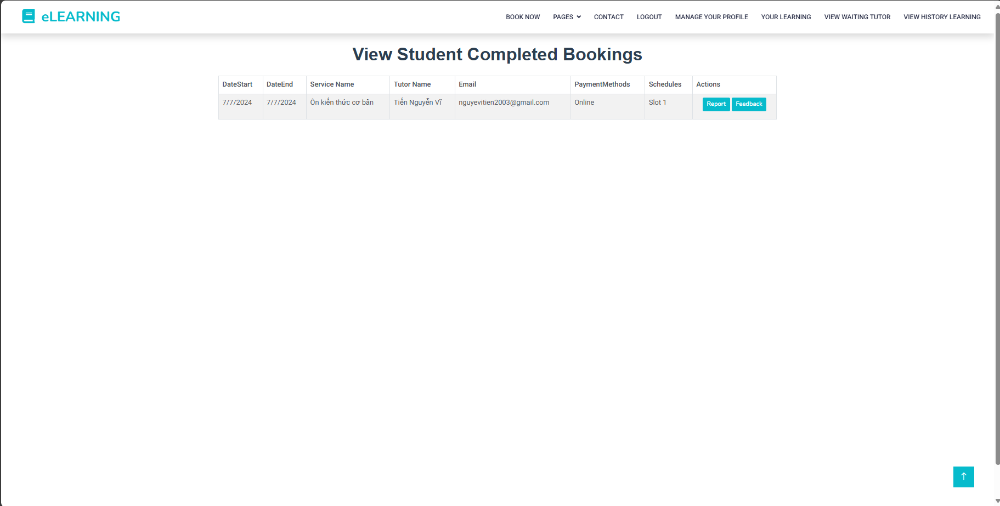 eLEARNING
BOOK NOW PAGES CONTACT LOGOUT MANAGE YOUR PROFILE YOUR LEARNING VIEW WAITING TUTOR VIEW HISTORY LEARNING
View Student Completed Bookings
DateStart DateEnd Service Name Tutor Name Email PaymentMethods Schedules Actions
7/7/2024 7/7/2024 Ôn kiến thức cơ bản Tiến Nguyễn Vĩ nguyevitien2003@gmail.com Online Slot 1 Report Feedback